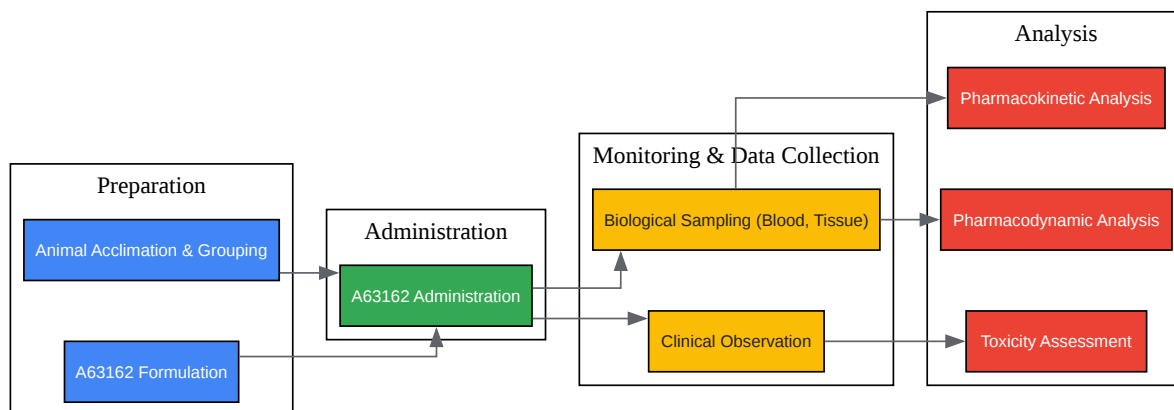 Preparation
Animal Acclimation & Grouping
A63162 Formulation
Administration
A63162 Administration
Monitoring & Data Collection
Biological Sampling (Blood, Tissue)
Clinical Observation
Analysis
Pharmacokinetic Analysis
Pharmacodynamic Analysis
Toxicity Assessment